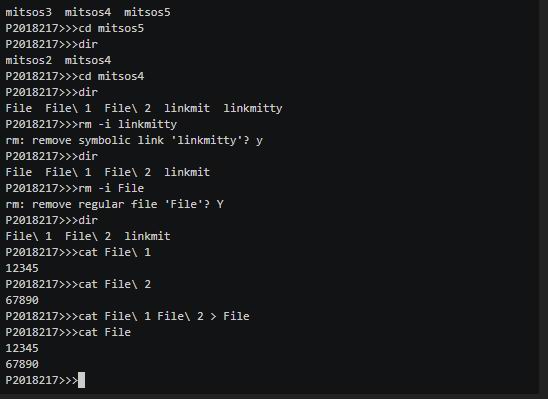 mitsos3  mitsos4  mitsos5
P2018217>>>cd mitsos5
P2018217>>>dir
mitsos2  mitsos4
P2018217>>>cd mitsos4
P2018217>>>dir
File  File\ 1  File\ 2  linkmit  linkmitty
P2018217>>>rm -i linkmitty
rm: remove symbolic link 'linkmitty'? y
P2018217>>>dir
File  File\ 1  File\ 2  linkmit
P2018217>>>rm -i File
rm: remove regular file 'File'? Y
P2018217>>>dir
File\ 1  File\ 2  linkmit
P2018217>>>cat File\ 1
12345
P2018217>>>cat File\ 2
67890
P2018217>>>cat File\ 1 File\ 2 > File
P2018217>>>cat File
12345
67890
P2018217>>>